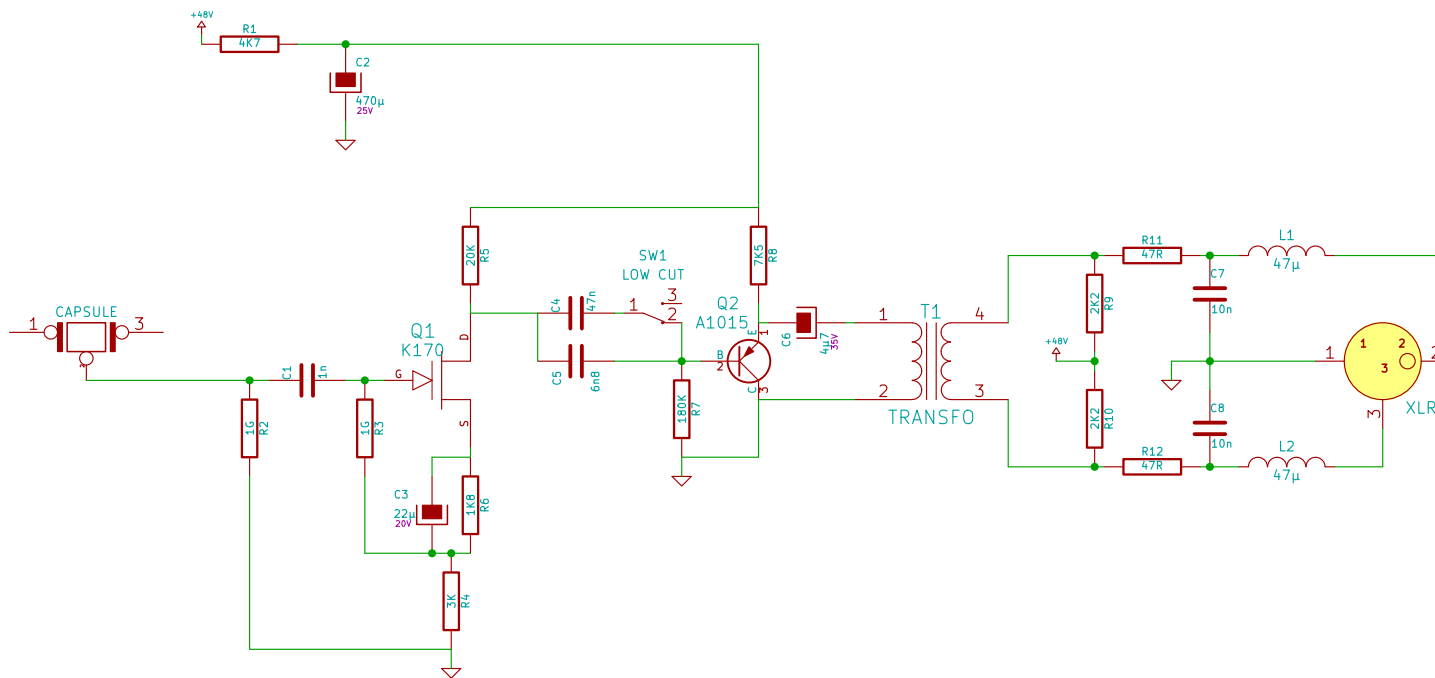 +48V
R1
4K7
C2
470µ
25V
20K
R5
7K5
R8
SW1
LOW CUT
C4
47n
1
3
2
C5
6n8
Q2
A1015
E
1
B
2
C
3
C6
4µ7
35V
180K
R7
T1
1
4
2
3
TRANSFO
CAPSULE
1
3
2
Q1
K170
D
G
S
C1
1n
1G
R2
1G
R3
C3
22µ
20V
1K8
R6
3K
R4
R11
47R
L1
47µ
2K2
R9
C7
10n
+48V
2K2
R10
C8
10n
R12
47R
L2
47µ
1
1
2
3
2
3
XLR